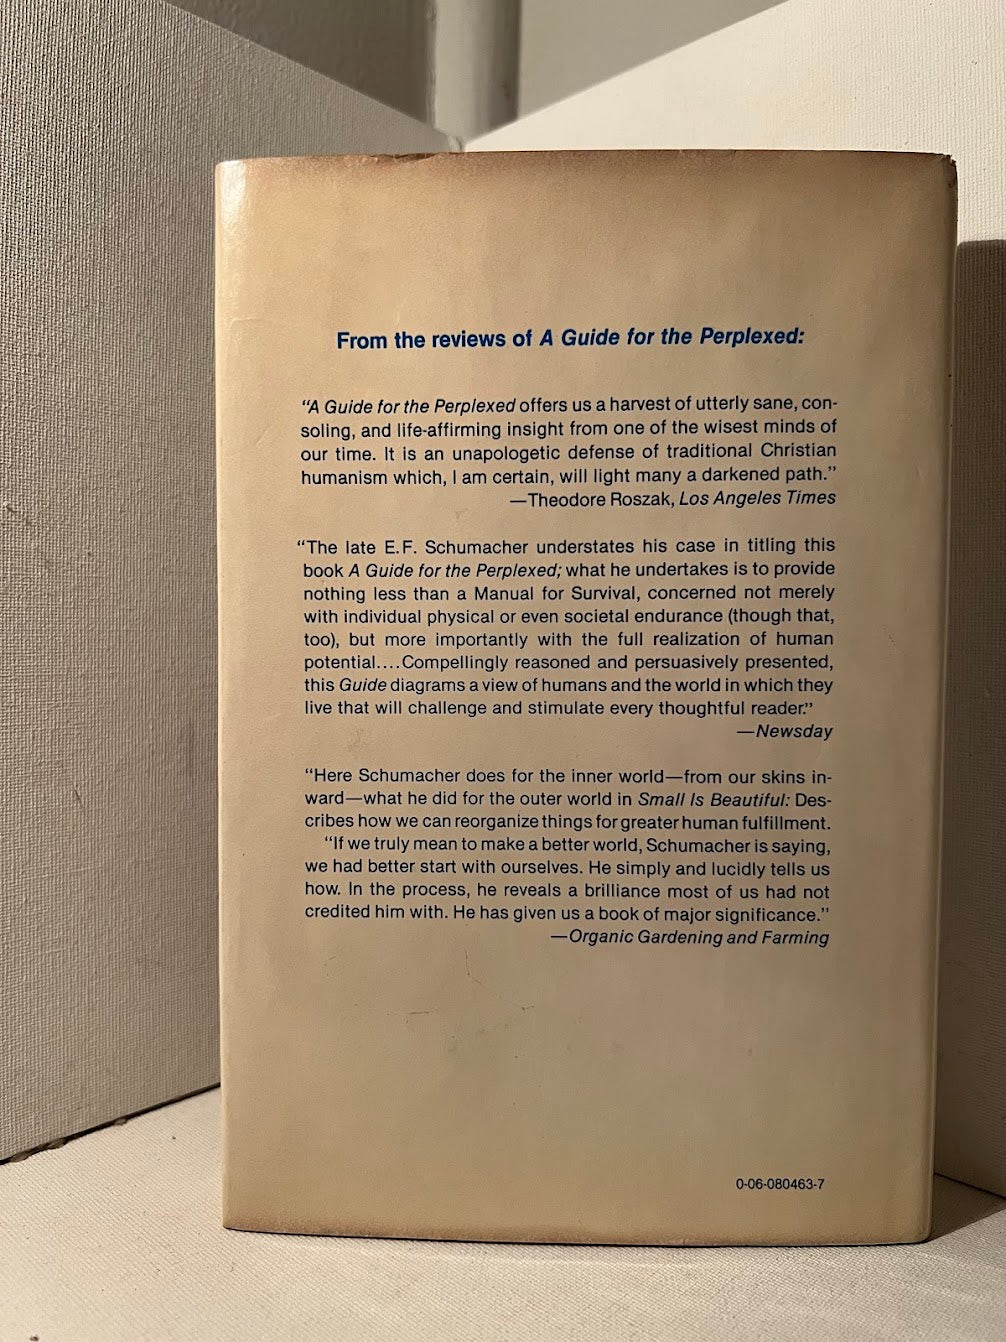 From the reviews of A Guide for the Perplexed:
“A Guide for the Perplexed offers us a harvest of utterly sane, con-
soling, and life-affirming insight from one of the wisest minds of
our time. It is an unapologetic defense of traditional Christian
humanism which, I am certain, will light many a darkened path.”
—Theodore Roszak, Los Angeles Times
“The late E.F. Schumacher understates his case in titling this
book A Guide for the Perplexed; what he undertakes is to provide
nothing less than a Manual for Survival, concerned not merely
with individual physical or even societal endurance (though that,
too), but more importantly with the full realization of human
potential....Compellingly reasoned and persuasively presented,
this Guide diagrams a view of humans and the world in which they
live that will challenge and stimulate every thoughtful reader.”
—Newsday
“Here Schumacher does for the inner world—from our skins in-
ward—what he did for the outer world in Small Is Beautiful: Des-
cribes how we can reorganize things for greater human fulfillment.
“If we truly mean to make a better world, Schumacher is saying,
we had better start with ourselves. He simply and lucidly tells us
how. In the process, he reveals a brilliance most of us had not
credited him with. He has given us a book of major significance.”
—Organic Gardening and Farming
0-06-080463-7